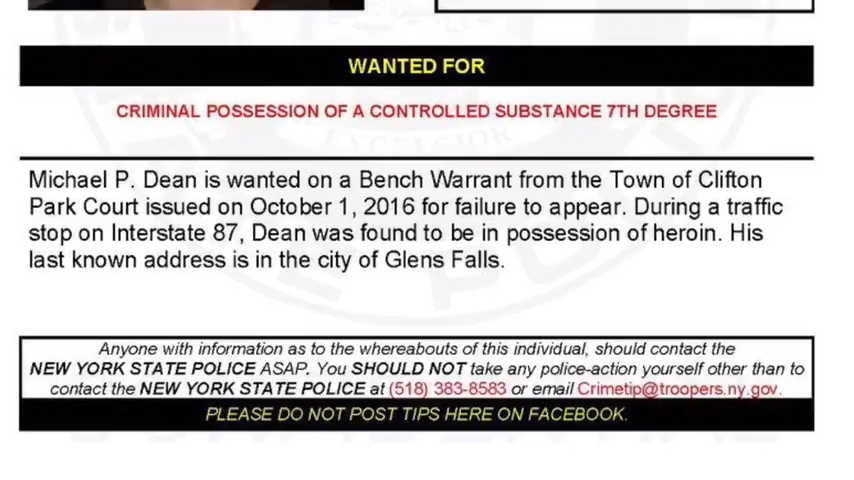 WANTED FOR
CRIMINAL POSSESSION OF A CONTROLLED SUBSTANCE 7TH DEGREE
EXCELSIOR
Michael P. Dean is wanted on a Bench Warrant from the Town of Clifton
Park Court issued on October 1, 2016 for failure to appear. During a traffic
stop on Interstate 87, Dean was found to be in possession of heroin. His
last known address is in the city of Glens Falls.
Anyone with information as to the whereabouts of this individual, should contact the
NEW YORK STATE POLICE ASAP. You SHOULD NOT take any police-action yourself other than to
contact the NEW YORK STATE POLICE at (518) 383-8583 or email Crimetip@troopers.ny.gov.
PLEASE DO NOT POST TIPS HERE ON FACEBOOK.